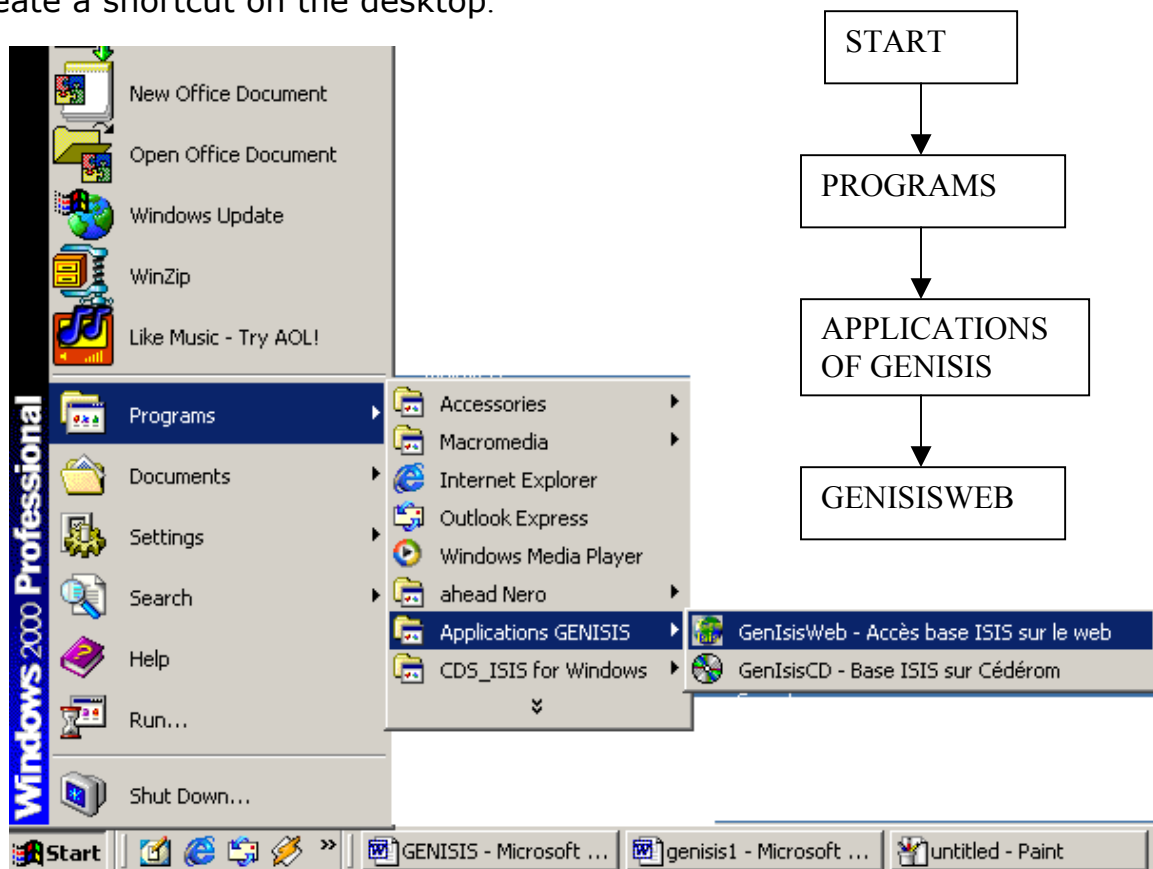 eate a shortcut on the desktop.
START
PROGRAMS
APPLICATIONS
OF GENISIS
GENISISWEB
New Office Document
Open Office Document
Windows Update
WinZip
Like Music - Try AOL!
Programs
Documents
Settings
Search
Help
Run...
Shut Down...
Windows 2000 Professional
Accessories
Macromedia
Internet Explorer
Outlook Express
Windows Media Player
ahead Nero
Applications GENISIS
CDS_ISIS for Windows
GenIsisWeb - Accès base ISIS sur le web
GenIsisCD - Base ISIS sur Cédérom
Start
GENISIS - Microsoft ...
genisis1 - Microsoft ...
untitled - Paint